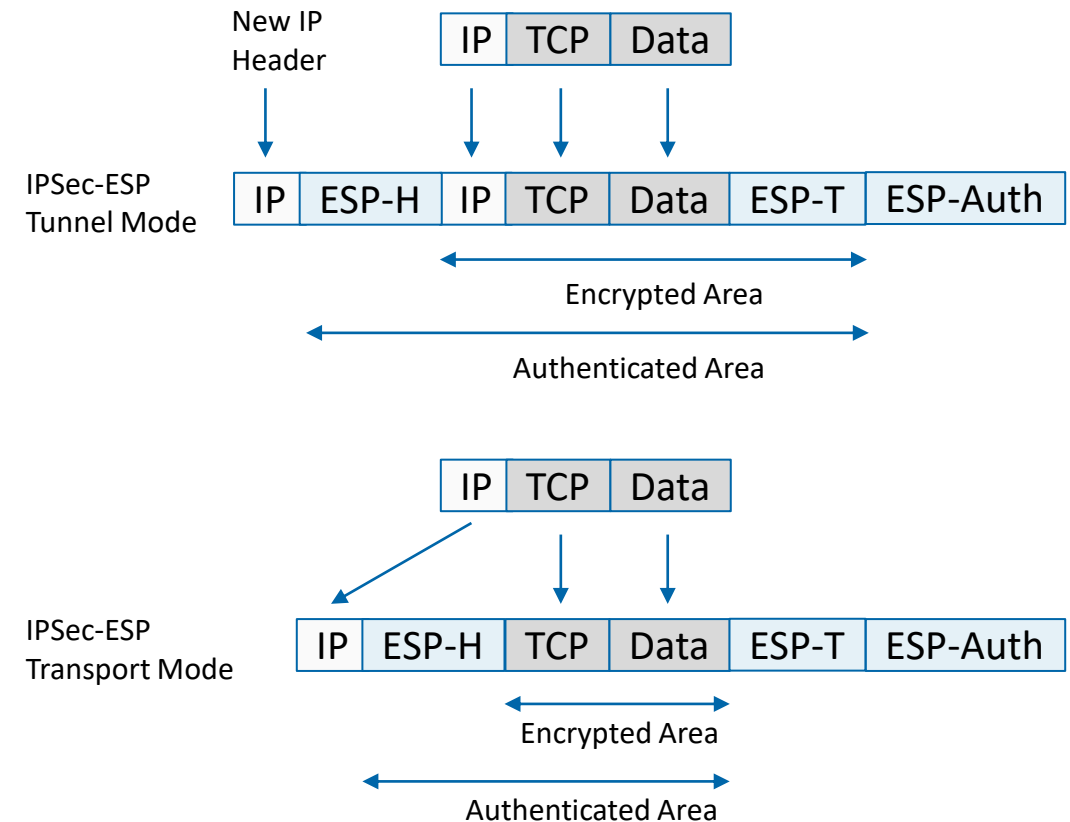 New IP
Header
IP TCP Data
IPSec-ESP
Tunnel Mode
IP ESP-H IP TCP Data ESP-T ESP-Auth
Encrypted Area
Authenticated Area
IP TCP Data
IPSec-ESP
Transport Mode
IP ESP-H TCP Data ESP-T ESP-Auth
Encrypted Area
Authenticated Area